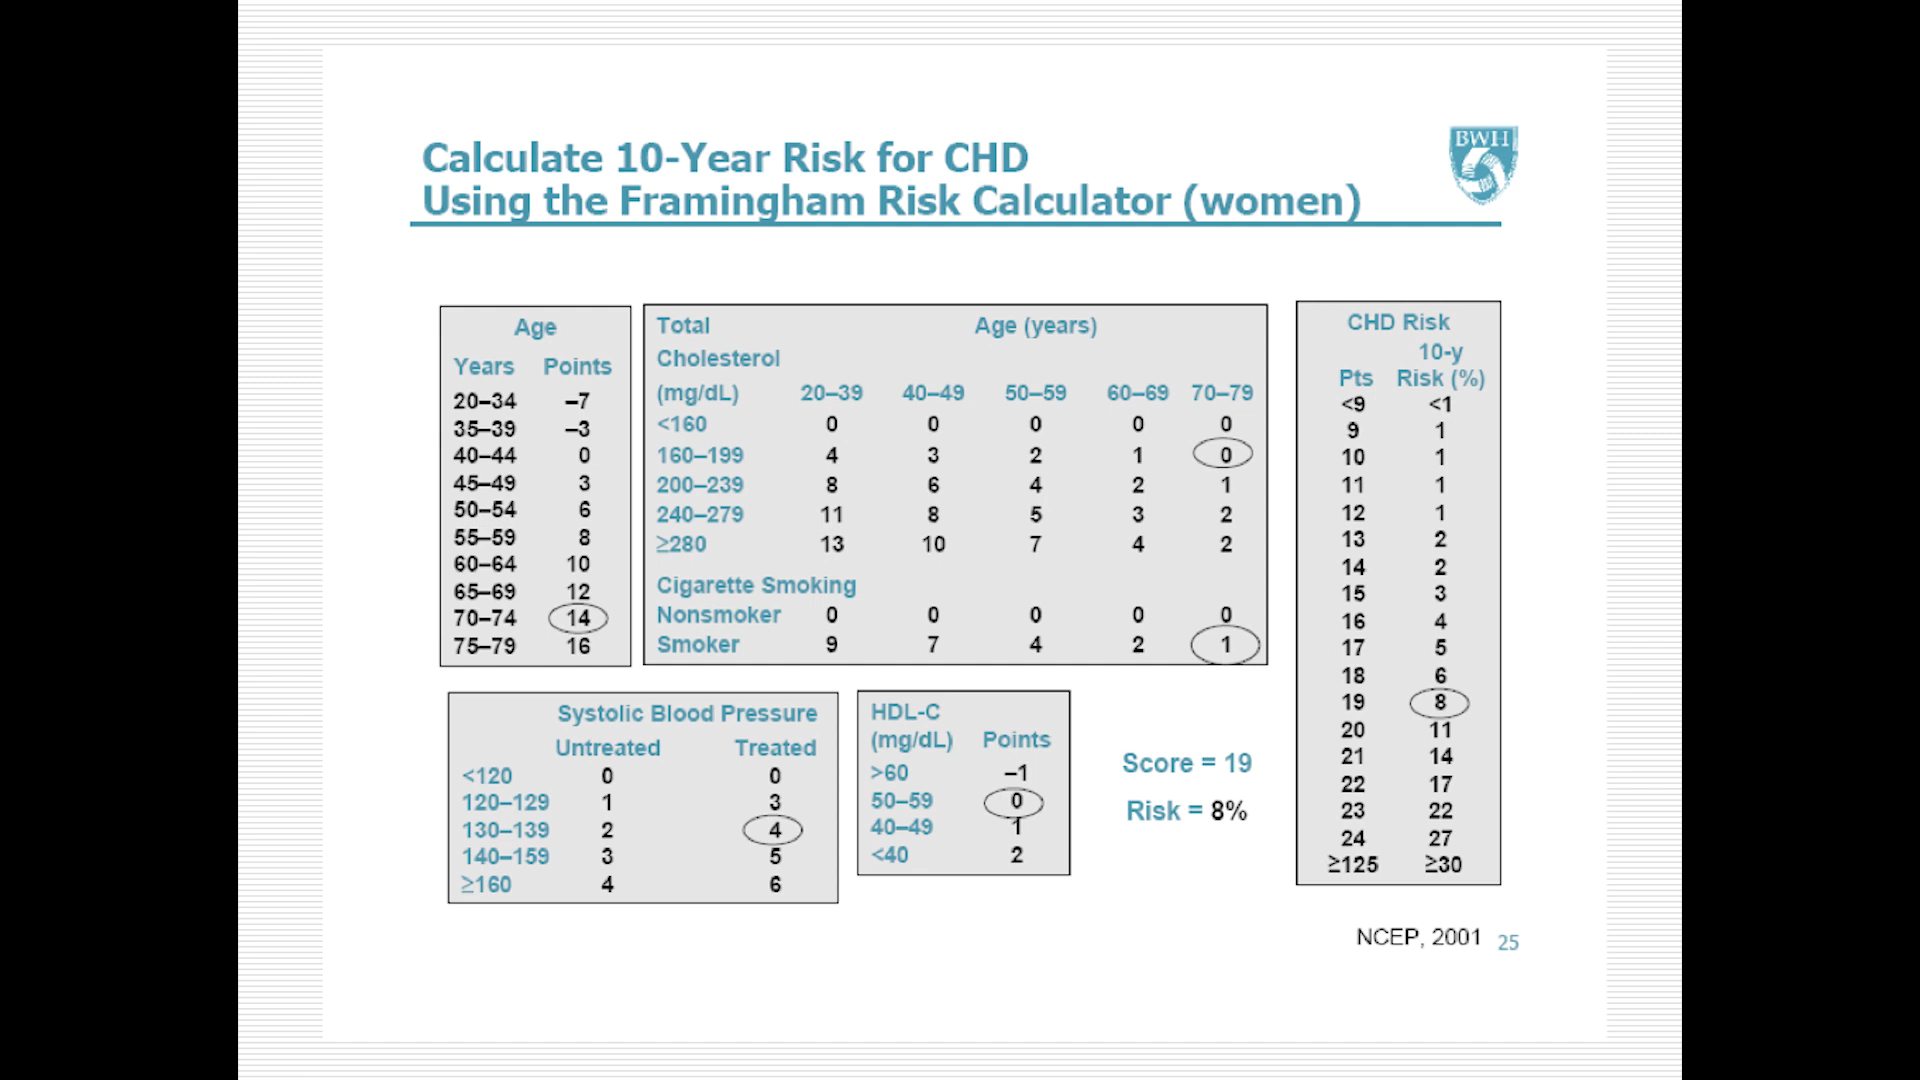 BWH
Calculate 10-Year Risk for CHD
Using the Framingham Risk Calculator (women)
Age
Years Points
20–34 –7
35–39 –3
40–44 0
45–49 3
50–54 6
55–59 8
60–64 10
65–69 12
70–74 14
75–79 16
Total Age (years)
Cholesterol
(mg/dL) 20–39 40–49 50–59 60–69 70–79
<160 0 0 0 0 0
160–199 4 3 2 1 0
200–239 8 6 4 2 1
240–279 11 8 5 3 2
≥280 13 10 7 4 2
Cigarette Smoking
Nonsmoker 0 0 0 0 0
Smoker 9 7 4 2 1
CHD Risk
10-y
Pts Risk (%)
<9 <1
9 1
10 1
11 1
12 1
13 2
14 2
15 3
16 4
17 5
18 6
19 8
20 11
21 14
22 17
23 22
24 27
≥125 ≥30
Systolic Blood Pressure
Untreated Treated
<120 0 0
120–129 1 3
130–139 2 4
140–159 3 5
≥160 4 6
HDL-C
(mg/dL) Points
>60 –1
50–59 0
40–49 1
<40 2
Score = 19
Risk = 8%
NCEP, 2001 25